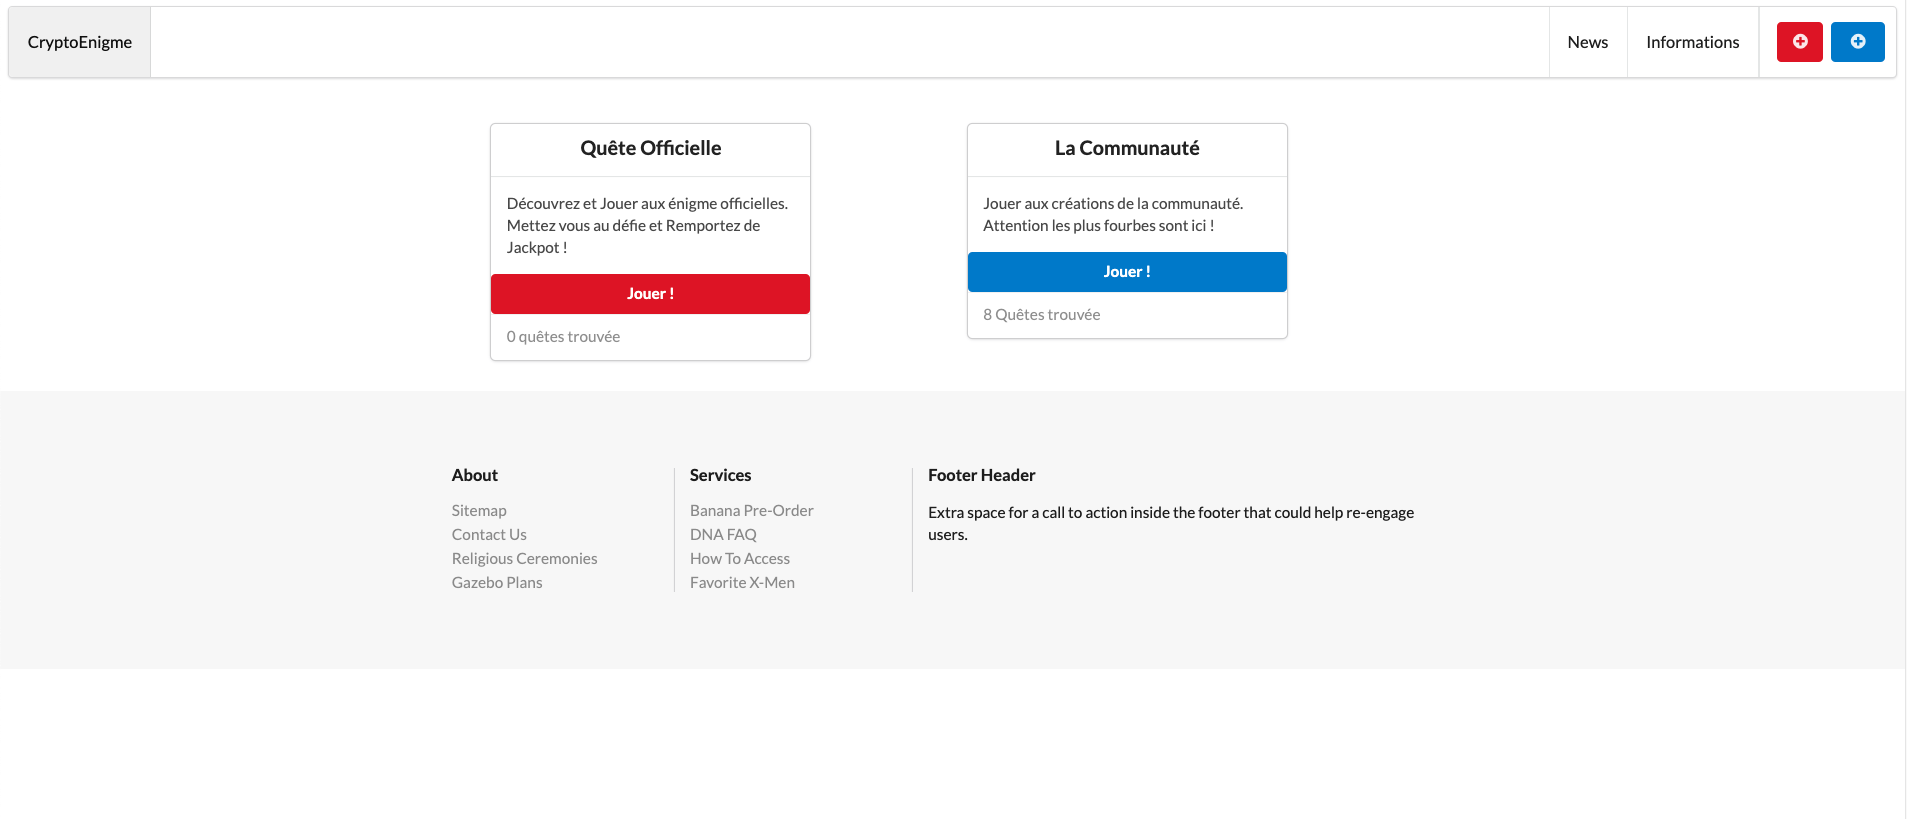 CryptoEnigme
News
Informations
Quête Officielle
Découvrez et Jouer aux énigme officielles.
Mettez vous au défie et Remportez de
Jackpot !
Jouer !
0 quêtes trouvée
La Communauté
Jouer aux créations de la communauté.
Attention les plus fourbes sont ici !
Jouer !
8 Quêtes trouvée
About
Sitemap
Contact Us
Religious Ceremonies
Gazebo Plans
Services
Banana Pre-Order
DNA FAQ
How To Access
Favorite X-Men
Footer Header
Extra space for a call to action inside the footer that could help re-engage
users.